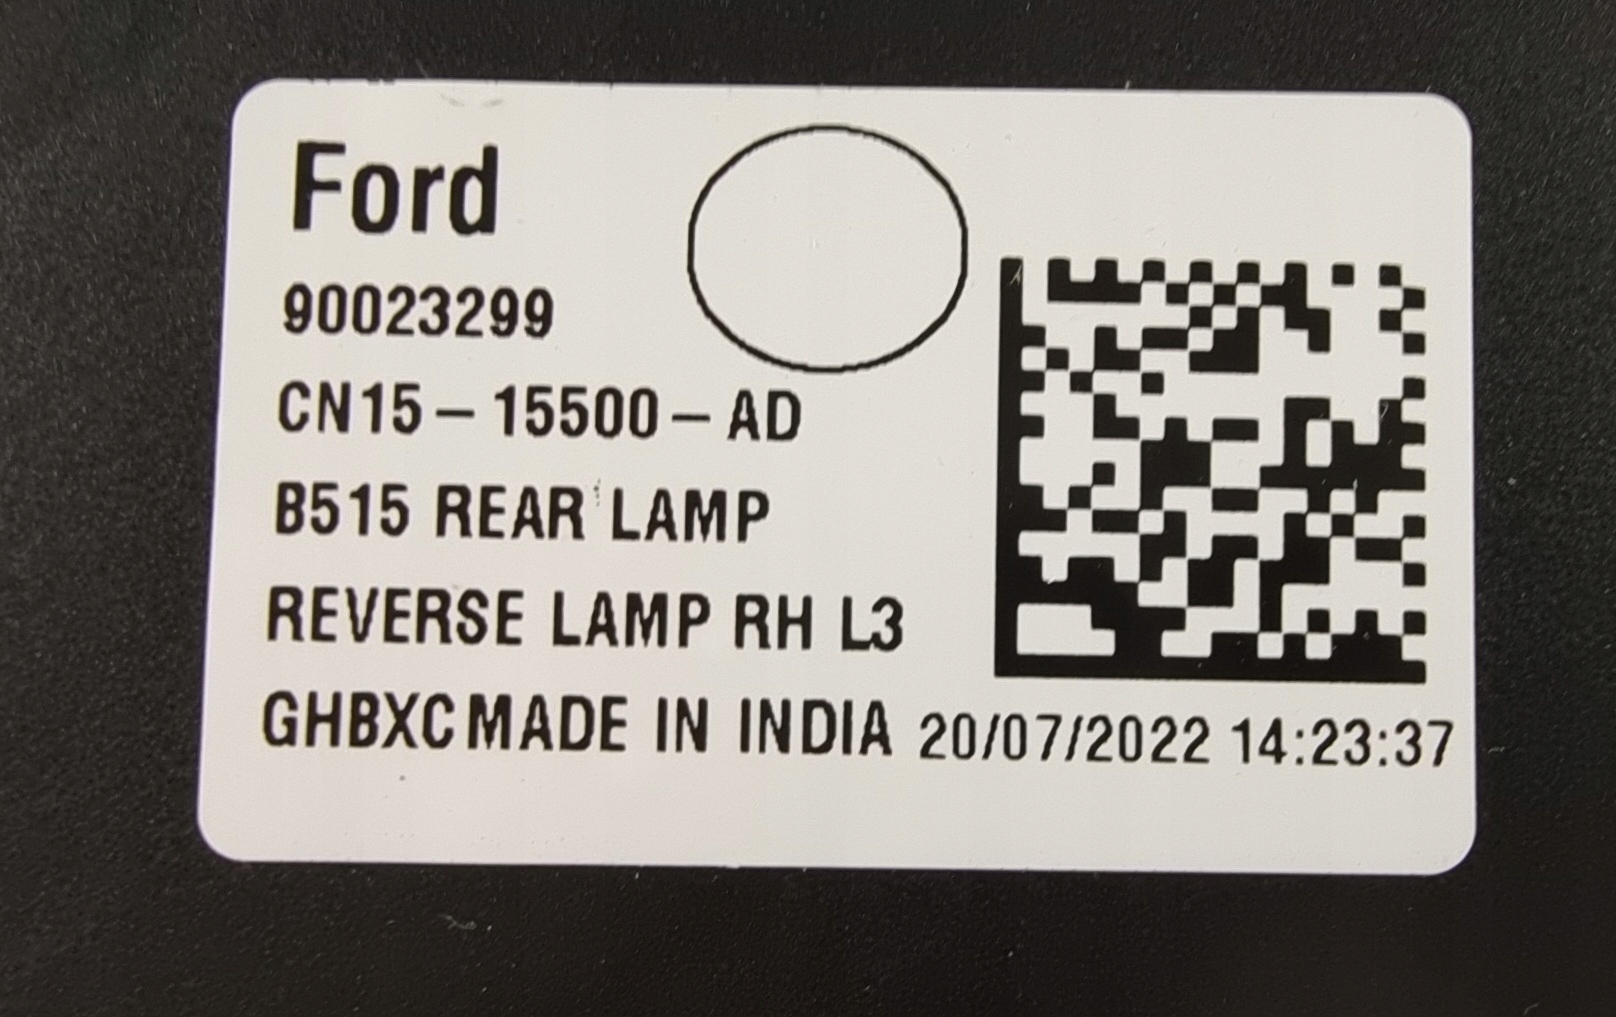 Ford
90023299
CN15-15500-AD
B515 REAR LAMP
REVERSE LAMP RH L3
GHBXC MADE IN INDIA 20/07/2022 14:23:37